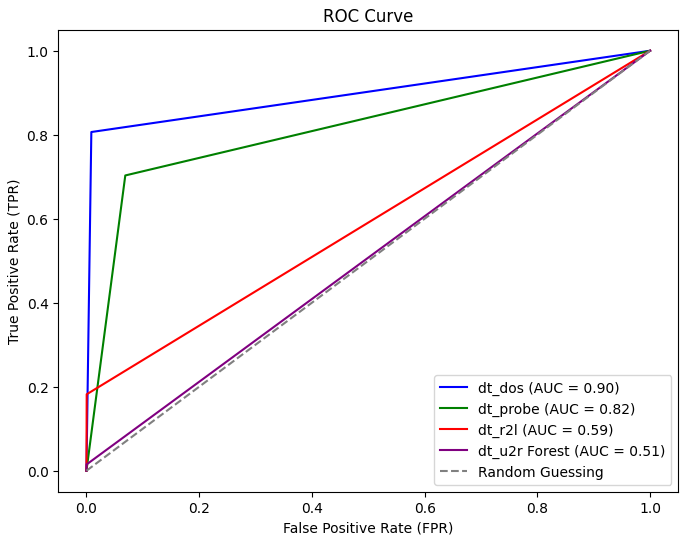 ROC Curve
True Positive Rate (TPR)
1.0
0.8
0.6
0.4
0.2
0.0
0.0 0.2 0.4 0.6 0.8 1.0
False Positive Rate (FPR)
dt_dos (AUC = 0.90)
dt_probe (AUC = 0.82)
dt_r2l (AUC = 0.59)
dt_u2r Forest (AUC = 0.51)
Random Guessing